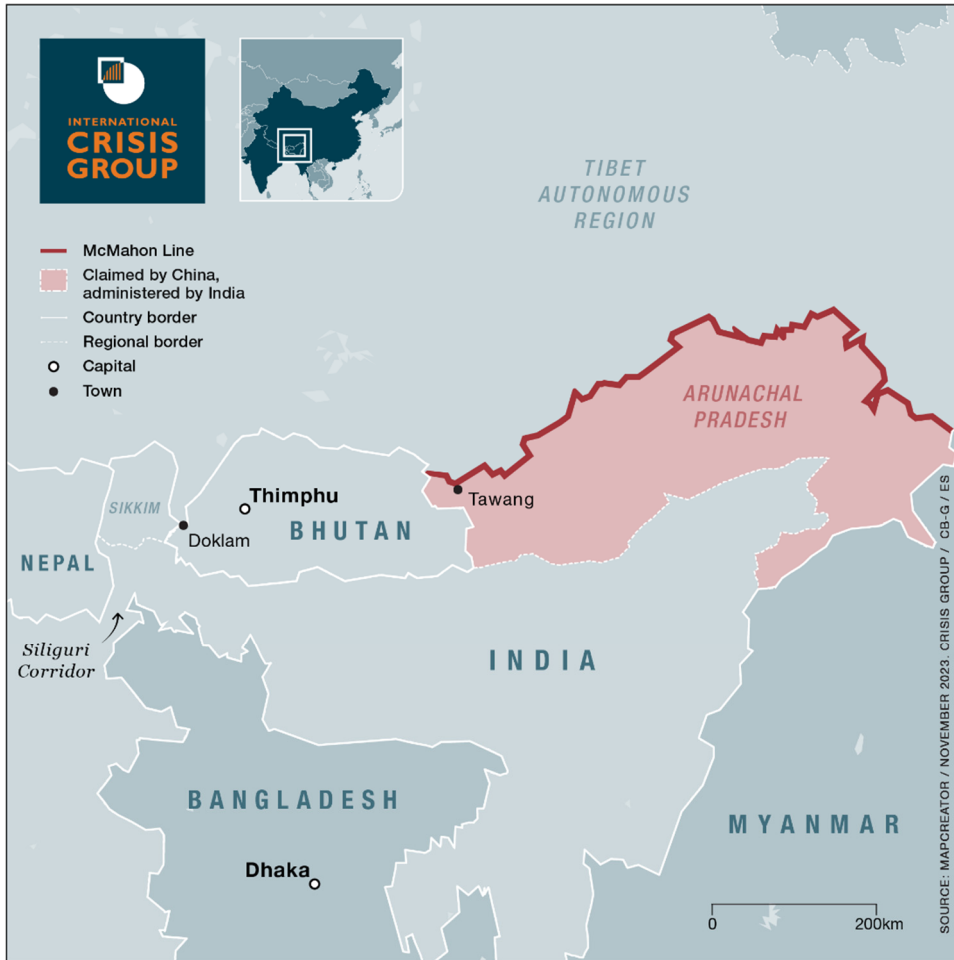 INTERNATIONAL
CRISIS
GROUP
TIBET
AUTONOMOUS
REGION
McMahon Line
Claimed by China,
administered by India
Country border
Regional border
Capital
Town
ARUNACHAL
PRADESH
Thimphu
Tawang
SIKKIM
BHUTAN
Doklam
NEPAL
Siliguri
Corridor
INDIA
BANGLADESH
MYANMAR
Dhaka
0
200km
SOURCE: MAPCREATOR / NOVEMBER 2023. CRISIS GROUP / CB-G / ES